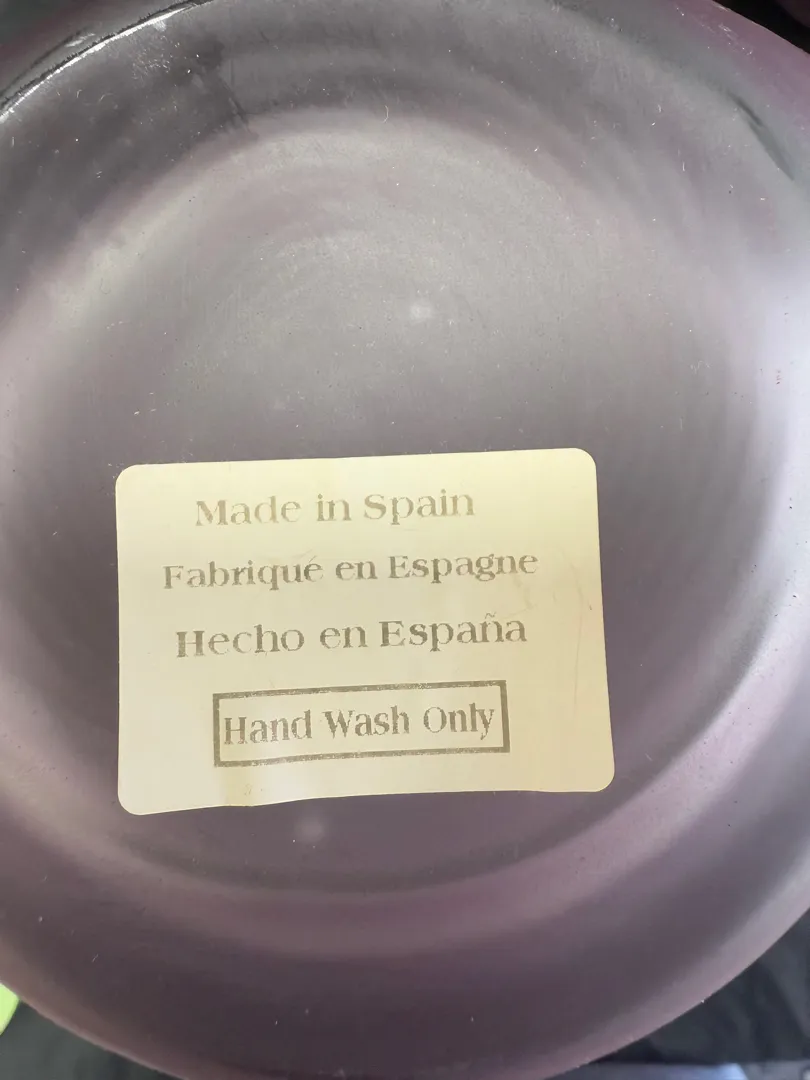 Made in Spain
Fabriqué en Espagne
Hecho en España
Hand Wash Only